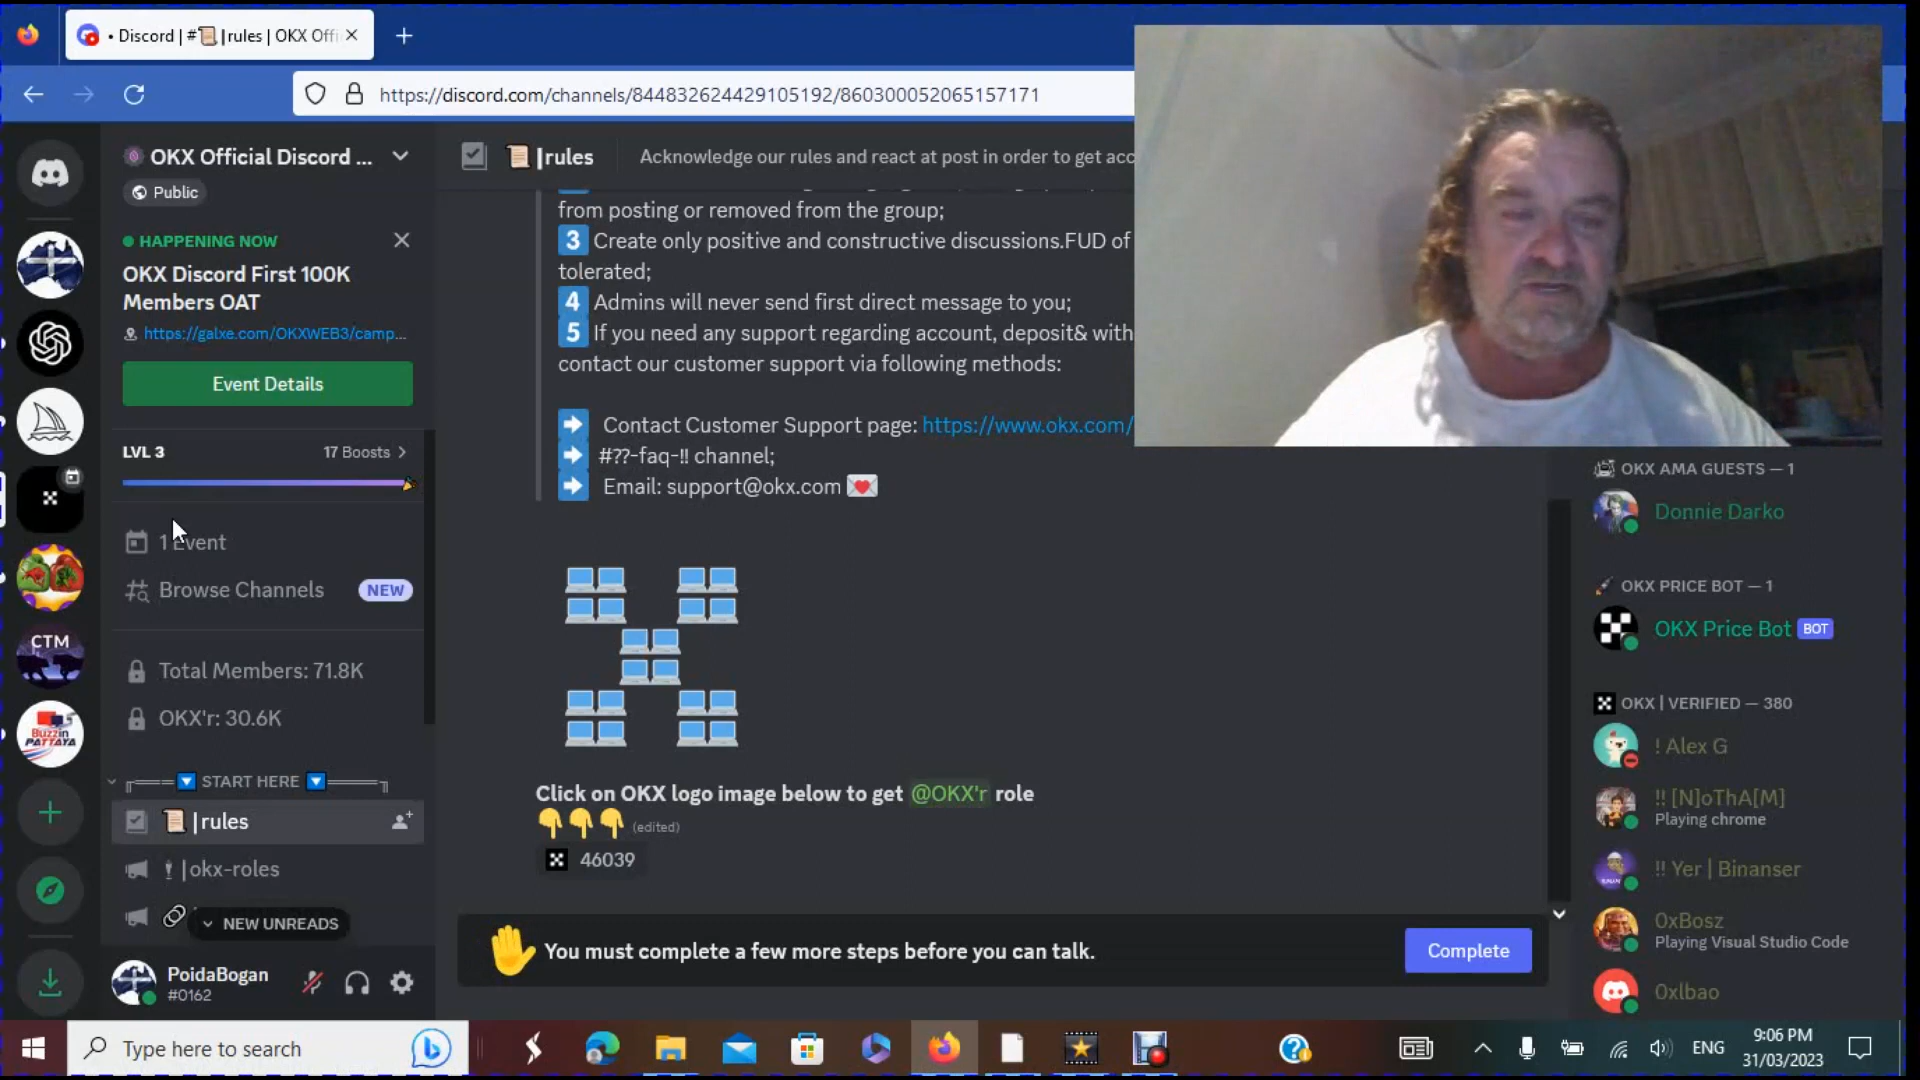 • Discord | #📜|rules | OKX Offi
https://discord.com/channels/844832624429105192/860300052065157171
OKX Official Discord ...
Public
HAPPENING NOW
OKX Discord First 100K
Members OAT
https://galxe.com/OKXWEB3/camp...
Event Details
LVL 3
17 Boosts
1 Event
Browse Channels
NEW
Total Members: 71.8K
OKX'r: 30.6K
START HERE
|rules
|okx-roles
NEW UNREADS
PoidaBogan
#0162
CTM
Buzzin
PATTAYA
|rules
Acknowledge our rules and react at post in order to get acc
from posting or removed from the group;
3 Create only positive and constructive discussions.FUD of
tolerated;
4 Admins will never send first direct message to you;
5 If you need any support regarding account, deposit& with
contact our customer support via following methods:
Contact Customer Support page: https://www.okx.com/
#??-faq-!! channel;
Email: support@okx.com
Click on OKX logo image below to get @OKX'r role
(edited)
46039
You must complete a few more steps before you can talk.
Complete
OKX AMA GUESTS — 1
Donnie Darko
OKX PRICE BOT — 1
OKX Price Bot BOT
OKX | VERIFIED — 380
! Alex G
!! [N]oThA[M]
Playing chrome
!! Yer | Binanser
0xBosz
Playing Visual Studio Code
0xlbao
Type here to search
ENG
9:06 PM
31/03/2023